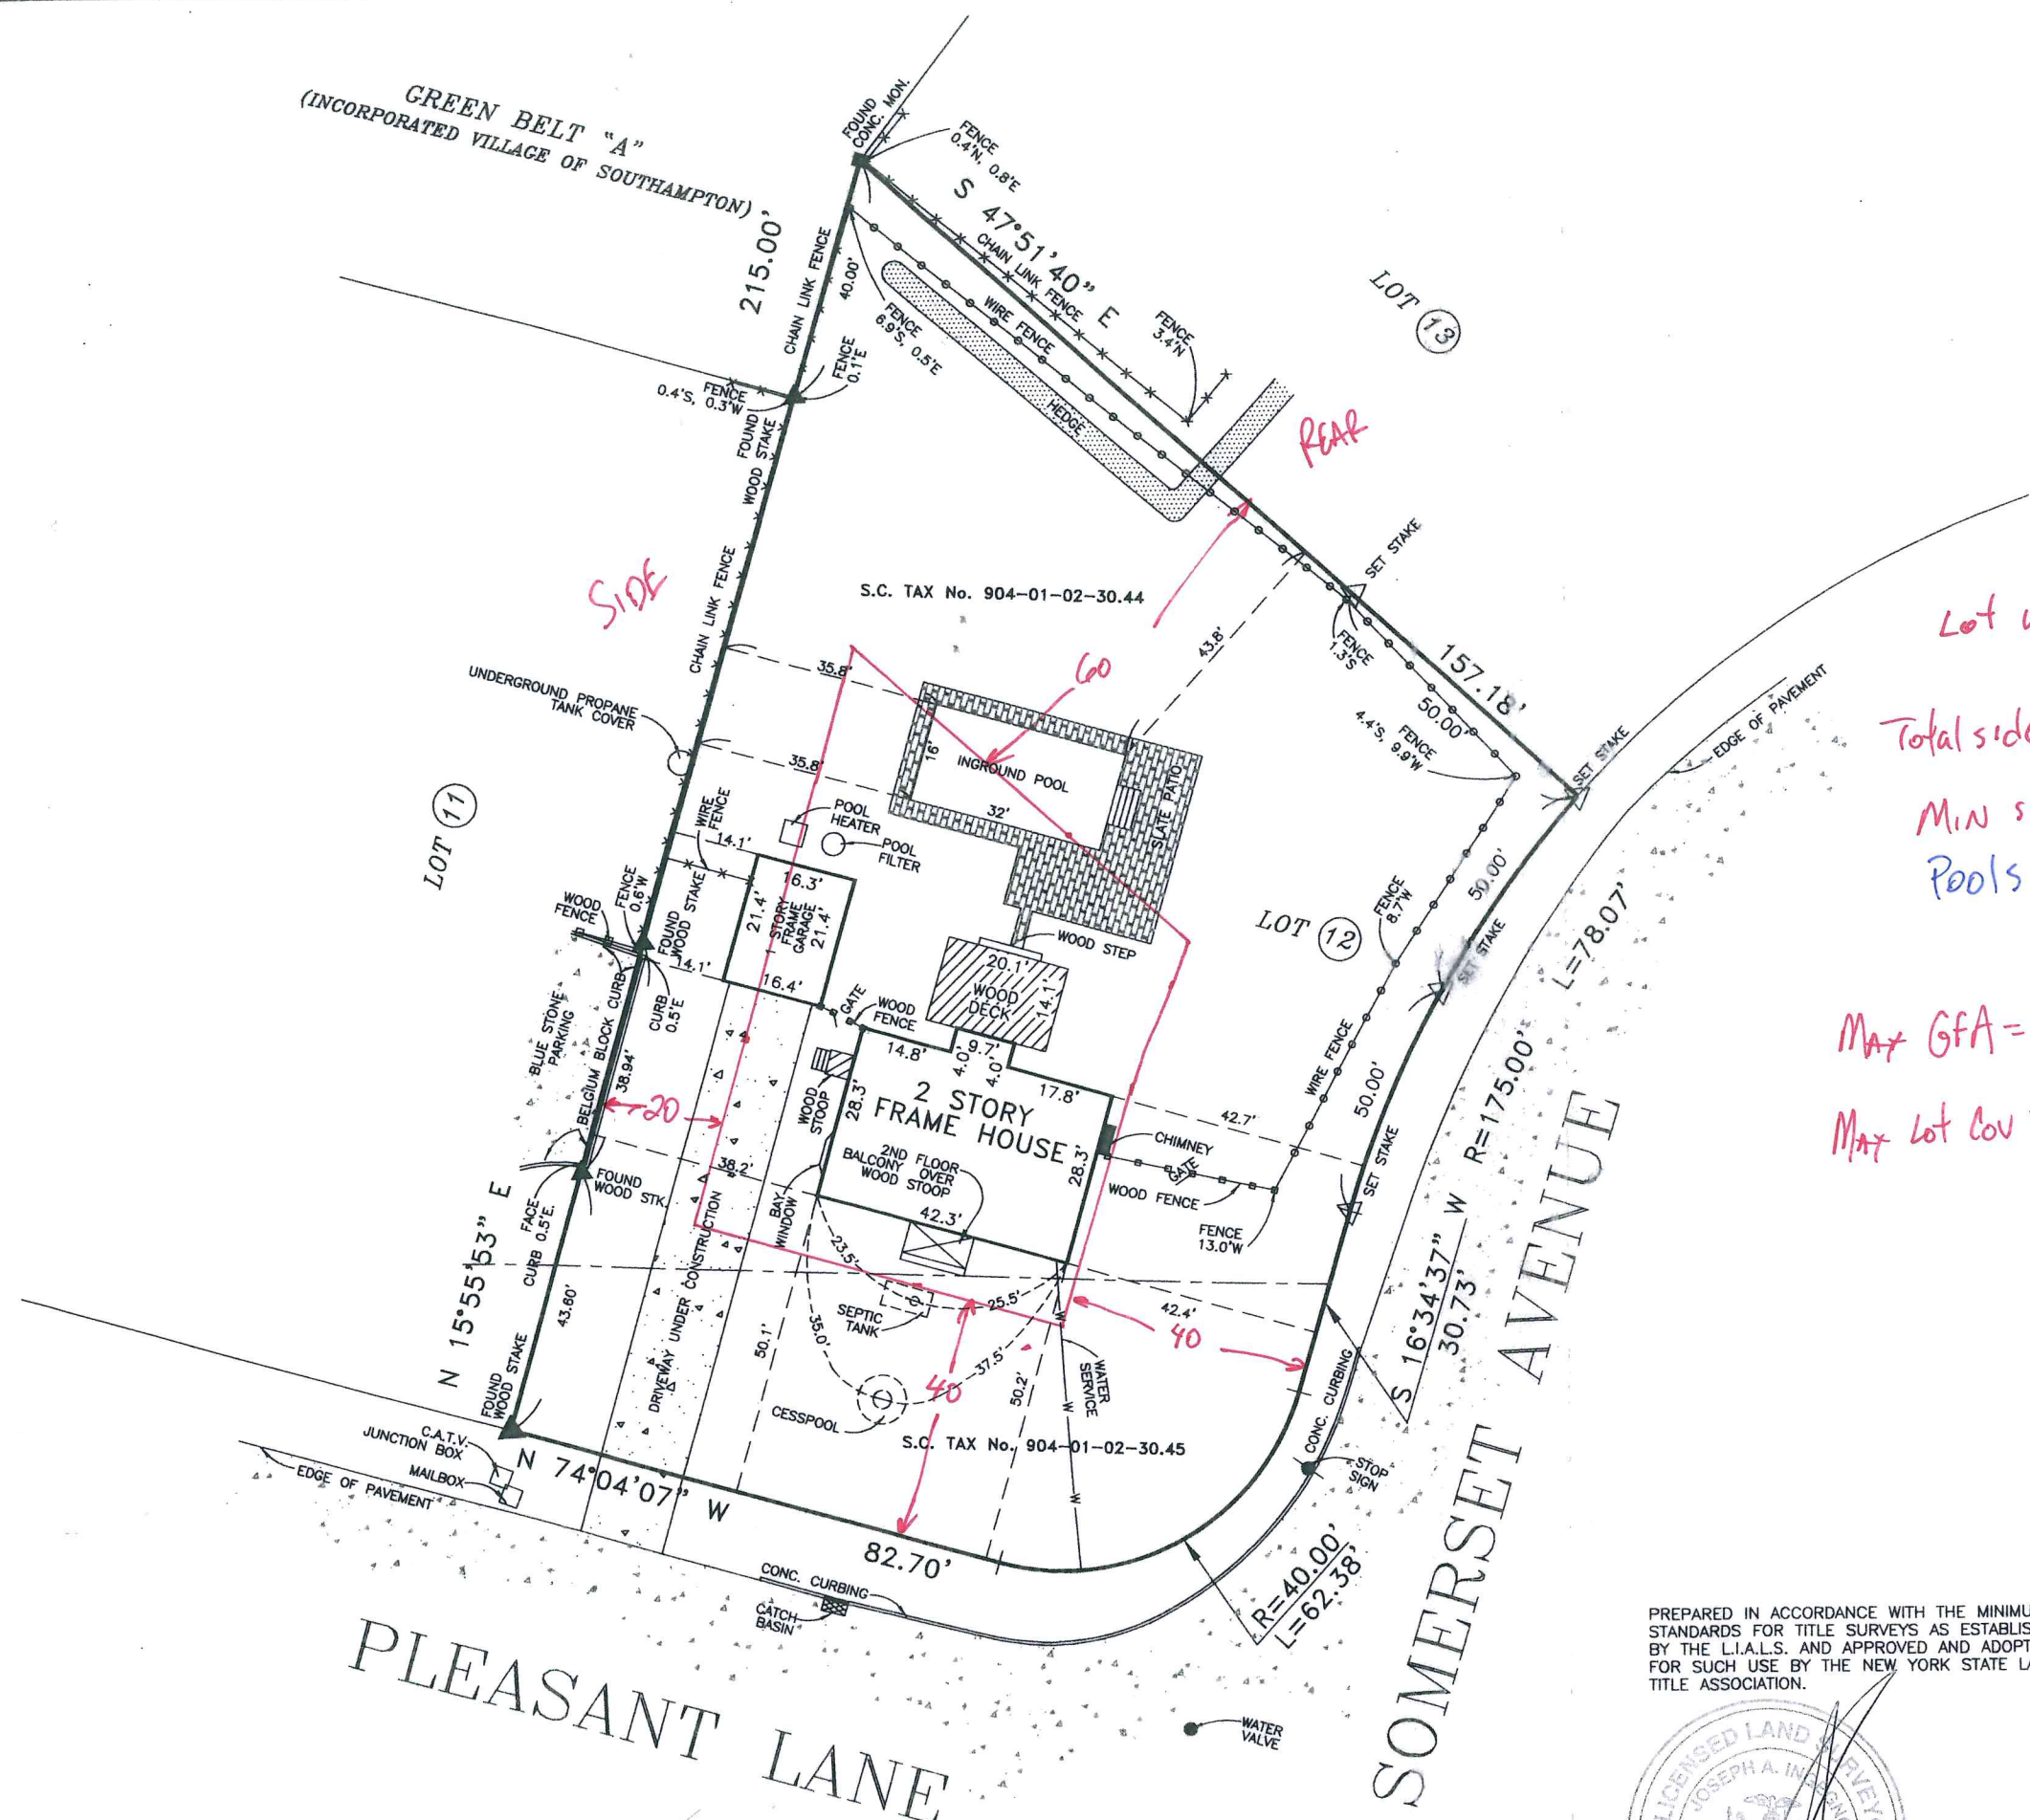 GREEN BELT "A"
(INCORPORATED VILLAGE OF SOUTHAMPTON)
FOUND
CONC. MON.
FENCE
0.4'N, 0.8'E
S 47°51'40" E
CHAIN LINK FENCE
215.00'
CHAIN LINK FENCE
40.00'
WIRE FENCE
FENCE
6.9'S, 0.5'E
FENCE
3.4'N
LOT 13
FENCE
0.1'E
FENCE
0.4'S, 0.3'W
FOUND
WOOD STAKE
HEDGE
REAR
SET STAKE
SIDE
CHAIN LINK FENCE
S.C. TAX No. 904-01-02-30.44
43.8'
FENCE
1.3'S
157.18'
50.00'
Lot
EDGE OF PAVEMENT
UNDERGROUND PROPANE
TANK COVER
35.8'
60
FENCE
4.4'S, 9.9'W
SET STAKE
Total
35.8'
16'
INGROUND POOL
32'
SLATE PATIO
LOT 11
WIRE
FENCE
POOL
HEATER
POOL
FILTER
MIN
POOLS
14.1'
50.00'
16.3'
21.4'
1 STORY
FRAME
GARAGE
21.4'
16.4'
FENCE
0.6'W
WOOD
FENCE
FOUND
WOOD STAKE
14.1'
LOT 12
FENCE
8.7'W
L=78.07'
WOOD STEP
SET STAKE
20.1'
WOOD
DECK
14.1'
GATE
WOOD
FENCE
CURB
0.5'E
BLUE STONE
PARKING
BELGIUM BLOCK CURB
38.94'
MAX GFA =
14.8'
4.0'
9.7'
4.0'
17.8'
WIRE FENCE
50.00'
R=175.00'
20
WOOD
STOOP
28.3'
2 STORY
FRAME HOUSE
42.7'
CHIMNEY
MAX Lot Cov
38.2'
2ND FLOOR
BALCONY OVER
WOOD STOOP
28.3'
GATE
WOOD FENCE
SET STAKE
FOUND
WOOD STK.
FACE
CURB 0.5'E.
BAY
WINDOW
42.3'
FENCE
13.0'W
N 15°55'53" E
43.60'
DRIVEWAY UNDER CONSTRUCTION
23.5'
SEPTIC
TANK
25.5'
42.4'
40
S 16°34'37" W
30.73'
SOMERSET AVENUE
35.0'
50.1'
37.5'
50.2'
40
WATER
SERVICE
W
W
W
CONC. CURBING
FOUND
WOOD STAKE
CESSPOOL
S.C. TAX No. 904-01-02-30.45
C.A.T.V.
JUNCTION BOX
MAILBOX
EDGE OF PAVEMENT
N 74°04'07" W
STOP
SIGN
82.70'
CONC. CURBING
CATCH
BASIN
R=40.00'
L=62.38'
PLEASANT LANE
WATER
VALVE
PREPARED IN ACCORDANCE WITH THE
STANDARDS FOR TITLE SURVEYS AS
BY THE L.I.A.L.S. AND APPROVED AND
FOR SUCH USE BY THE NEW YORK STATE
TITLE ASSOCIATION.
LICENSED LAND
JOSEPH A.